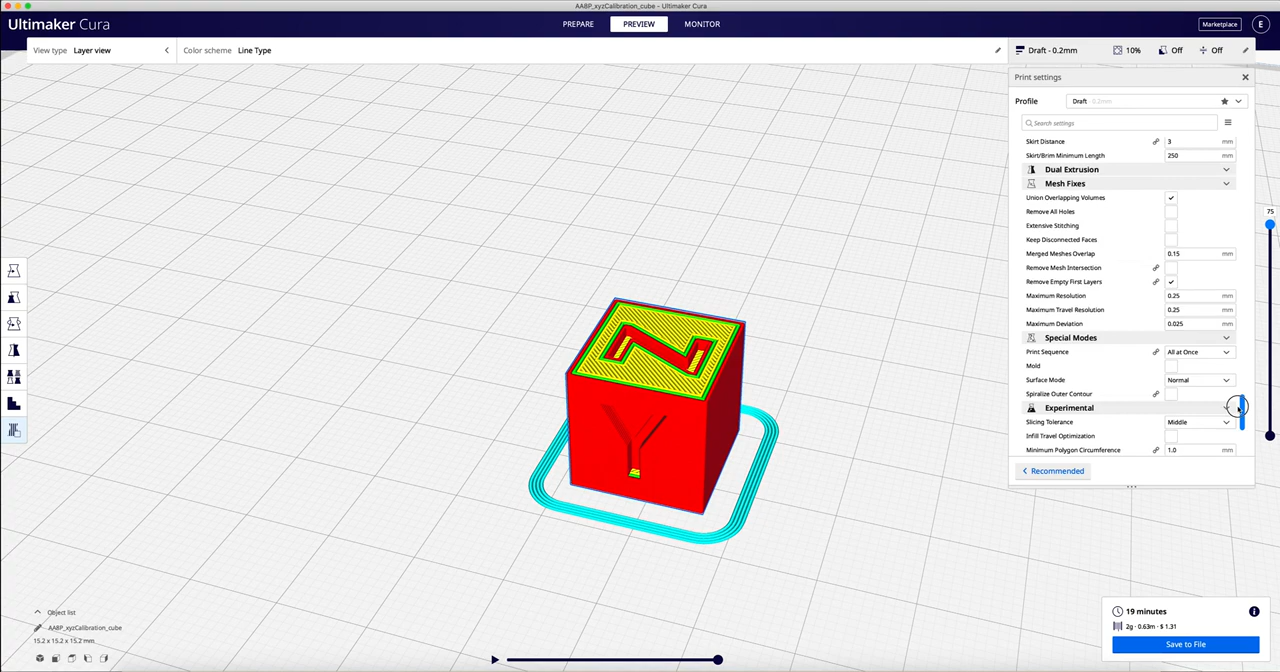 AA8P_xyzCalibration_cube - Ultimaker Cura
Ultimaker Cura
PREPARE
PREVIEW
MONITOR
Marketplace
E
View type Layer view
Color scheme Line Type
Draft - 0.2mm
10%
Off
Off
Print settings
Profile
Draft - 0.2mm
Search settings
Skirt Distance 3 mm
Skirt/Brim Minimum Length 250 mm
Dual Extrusion
Mesh Fixes
Union Overlapping Volumes
Remove All Holes
Extensive Stitching
Keep Disconnected Faces
Merged Meshes Overlap 0.15 mm
Remove Mesh Intersection
Remove Empty First Layers
Maximum Resolution 0.25 mm
Maximum Travel Resolution 0.25 mm
Maximum Deviation 0.025 mm
Special Modes
Print Sequence All at Once
Mold
Surface Mode Normal
Spiralize Outer Contour
Experimental
Slicing Tolerance Middle
Infill Travel Optimization
Minimum Polygon Circumference 1.0 mm
Recommended
75
Z
Y
Object list
AA8P_xyzCalibration_cube
15.2 x 15.2 x 15.2 mm
19 minutes
2g · 0.63m · $ 1.31
Save to File